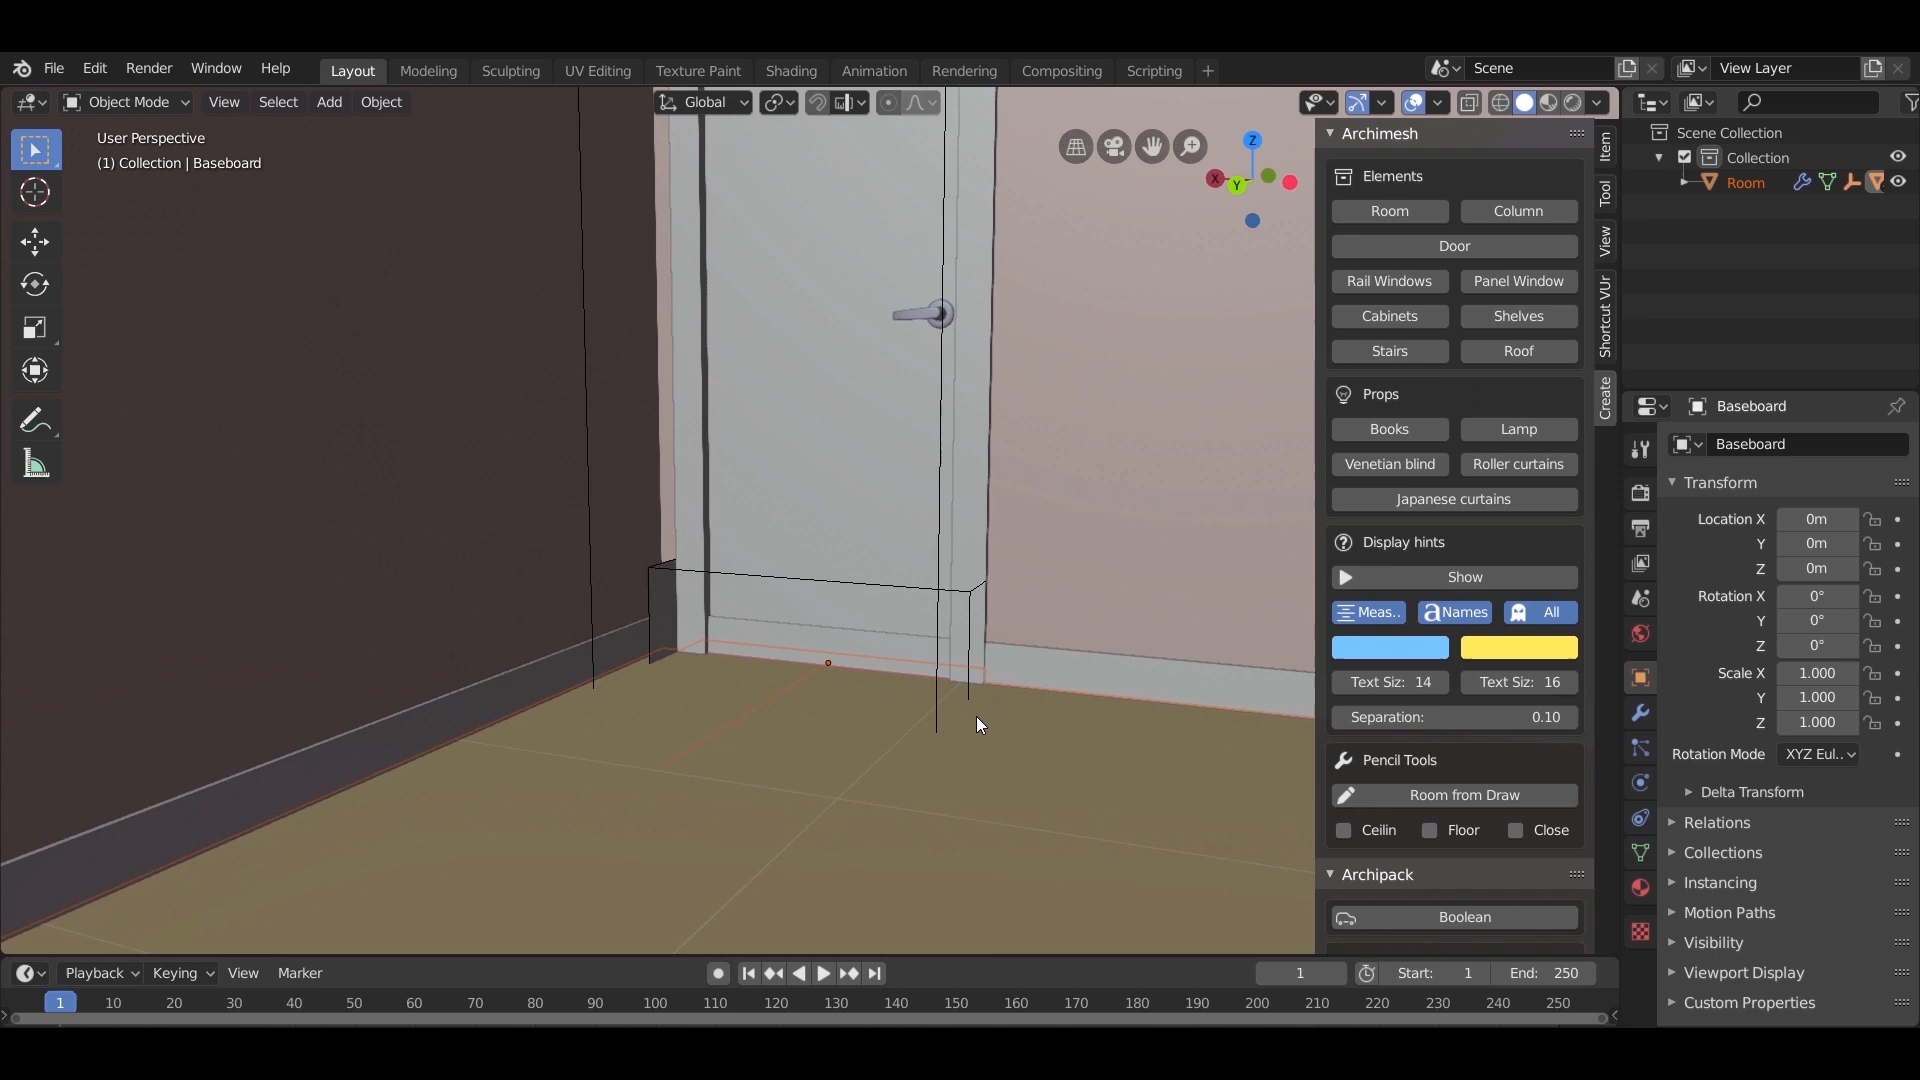 File Edit Render Window Help Layout Modeling Sculpting UV Editing Texture Paint Shading Animation Rendering Compositing Scripting + Scene View Layer
Object Mode View Select Add Object Global
User Perspective
(1) Collection | Baseboard
Z
X
Y
Archimesh
Elements
Room Column
Door
Rail Windows Panel Window
Cabinets Shelves
Stairs Roof
Props
Books Lamp
Venetian blind Roller curtains
Japanese curtains
Display hints
Show
Meas.. Names All
Text Siz: 14 Text Siz: 16
Separation: 0.10
Pencil Tools
Room from Draw
Ceilin Floor Close
Archipack
Boolean
Item
Tool
View
Shortcut VUr
Create
Scene Collection
Collection
Room
Baseboard
Baseboard
Transform
Location X 0m
Y 0m
Z 0m
Rotation X 0°
Y 0°
Z 0°
Scale X 1.000
Y 1.000
Z 1.000
Rotation Mode XYZ Eul..
Delta Transform
Relations
Collections
Instancing
Motion Paths
Visibility
Viewport Display
Custom Properties
Playback Keying View Marker 1 Start: 1 End: 250
1 10 20 30 40 50 60 70 80 90 100 110 120 130 140 150 160 170 180 190 200 210 220 230 240 250